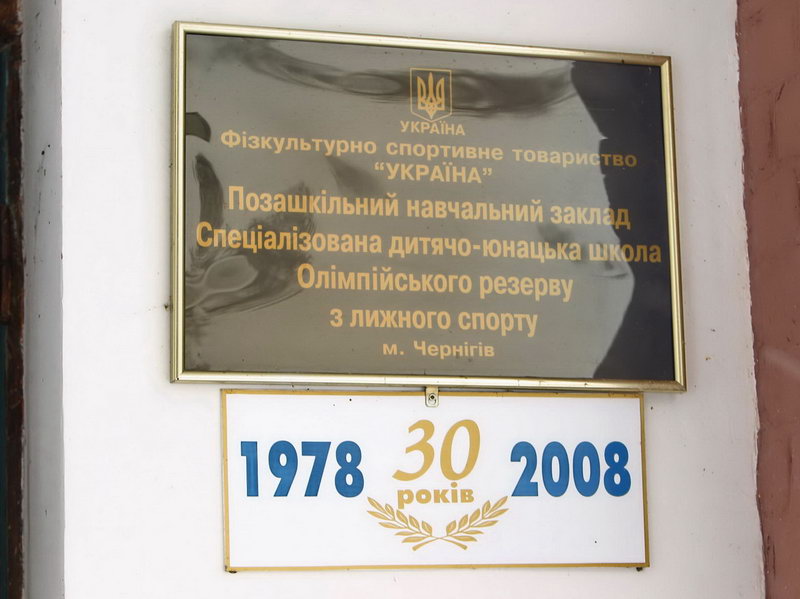 УКРАЇНА
Фізкультурно спортивне товариство
“УКРАЇНА”
Позашкільний навчальний заклад
Спеціалізована дитячо-юнацька школа
Олімпійського резерву
з лижного спорту
м. Чернігів
1978 30 2008
років